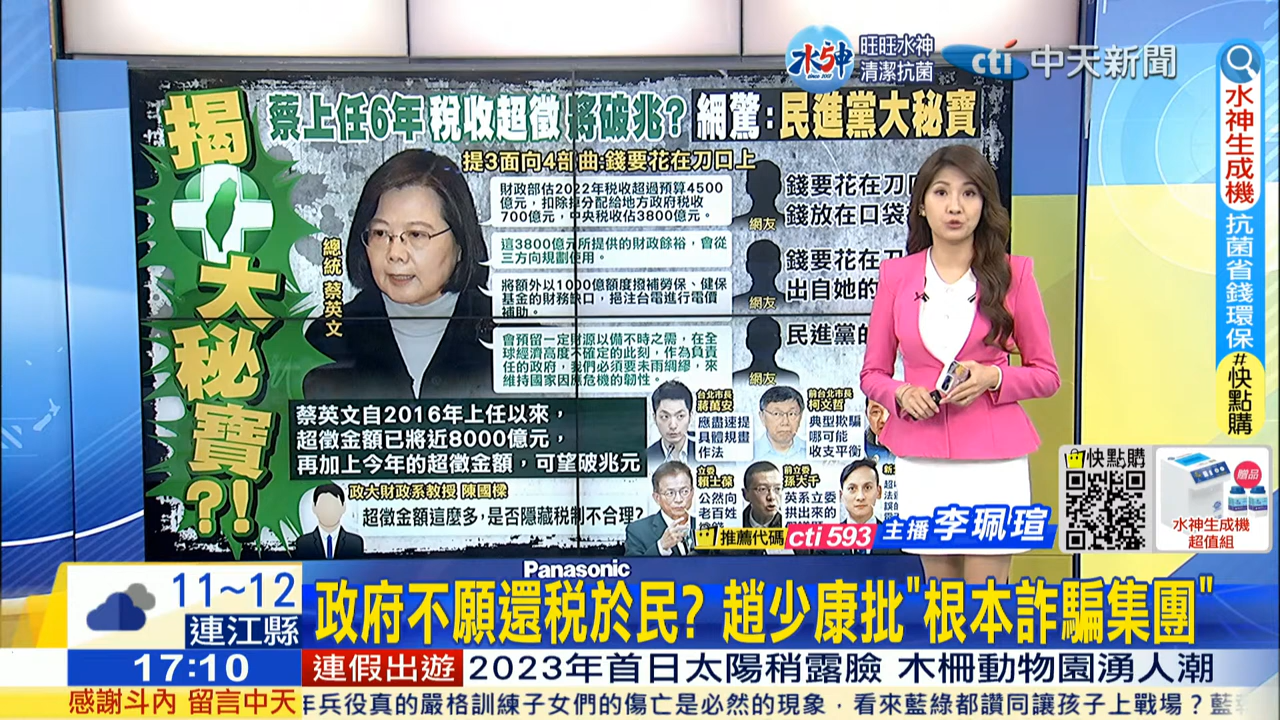 水神
旺旺水神
清潔抗菌
cti 中天新聞
揭
大秘寶?!
蔡上任6年 稅收超徵 將破兆? 網驚:民進黨大秘寶
提3面向4部曲:錢要花在刀口上
總統 蔡英文
財政部估2022年稅收超過預算4500
億元,扣除擇分配給地方政府稅收
700億元,中央稅收估3800億元。
這3800億元所提供的財政餘裕,會從
三方向規劃使用。
將額外以1000億額度撥補勞保、健保
基金的財務缺口,挹注台電進行電價
補助。
會預留一定財源以備不時之需,在全
球經濟高度不確定的此刻,作為負責
任的政府,我們必須要未雨綢繆,來
維持國家因應危機的韌性。
網友
錢要花在刀口
錢放在口袋
網友
錢要花在刀
出自她的
網友
民進黨的
蔡英文自2016年上任以來,
超徵金額已將近8000億元,
再加上今年的超徵金額,可望破兆元
政大財政系教授 陳國樑
超徵金額這麼多,是否隱藏稅制不合理?
台北市長
蔣萬安
應盡速提
具體規畫
作法
前台北市長
柯文哲
典型欺騙
哪可能
收支平衡
立委
賴士葆
公然向
老百姓
前立委
孫大千
英系立委
拱出來的
推薦代碼 cti 593
主播 李珮瑄
Panasonic
水神生成機
抗菌省錢環保
#快點購
快點購
贈品
水神生成機
超值組
11~12
連江縣
政府不願還稅於民? 趙少康批"根本詐騙集團"
17:10
連假出遊 2023年首日太陽稍露臉 木柵動物園湧人潮
感謝斗內 留言中天
年兵役真的嚴格訓練子女們的傷亡是必然的現象,看來藍綠都讚同讓孩子上戰場?藍